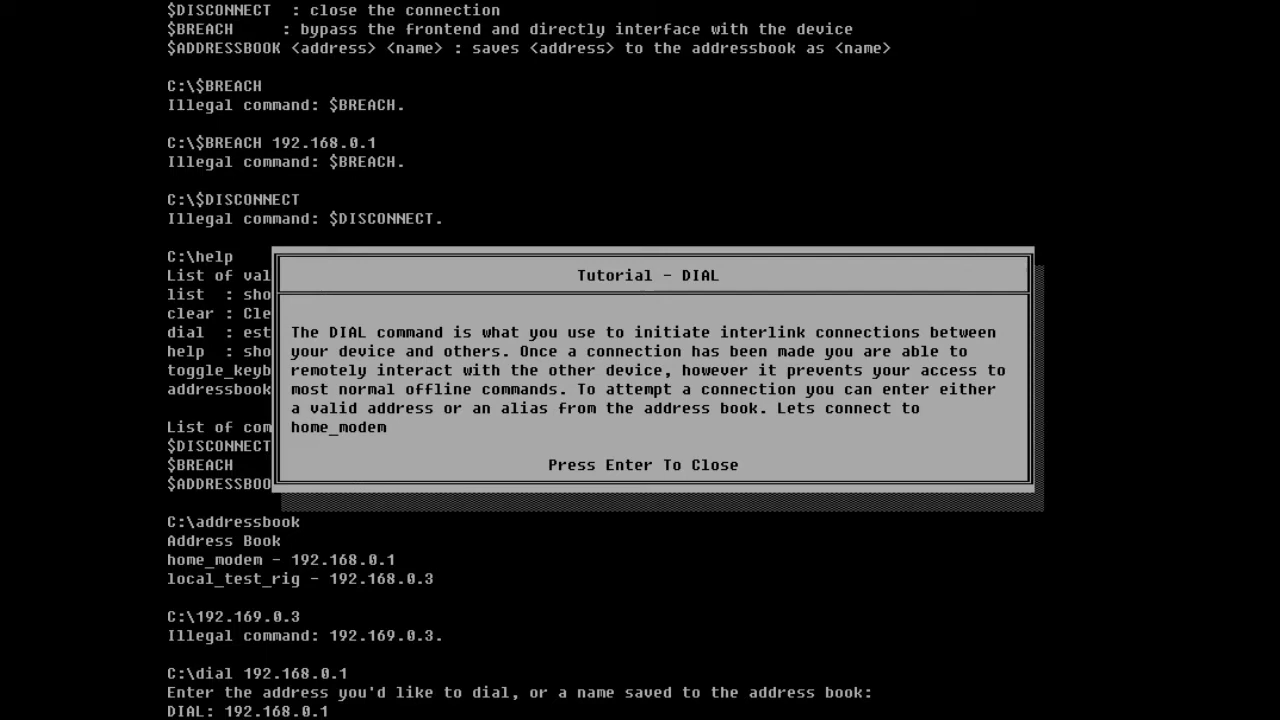 $DISCONNECT  : close the connection
$BREACH      : bypass the frontend and directly interface with the device
$ADDRESSBOOK <address> <name> : saves <address> to the addressbook as <name>
C:\$BREACH
Illegal command: $BREACH.
C:\$BREACH 192.168.0.1
Illegal command: $BREACH.
C:\$DISCONNECT
Illegal command: $DISCONNECT.
C:\help
List of val
list  : sho
clear : Cle
dial  : est
help  : sho
toggle_keyb
addressbook
List of com
$DISCONNECT
$BREACH
$ADDRESSBOO
Tutorial - DIAL
The DIAL command is what you use to initiate interlink connections between
your device and others. Once a connection has been made you are able to
remotely interact with the other device, however it prevents your access to
most normal offline commands. To attempt a connection you can enter either
a valid address or an alias from the address book. Lets connect to
home_modem
Press Enter To Close
C:\addressbook
Address Book
home_modem - 192.168.0.1
local_test_rig - 192.168.0.3
C:\192.169.0.3
Illegal command: 192.169.0.3.
C:\dial 192.168.0.1
Enter the address you'd like to dial, or a name saved to the address book:
DIAL: 192.168.0.1